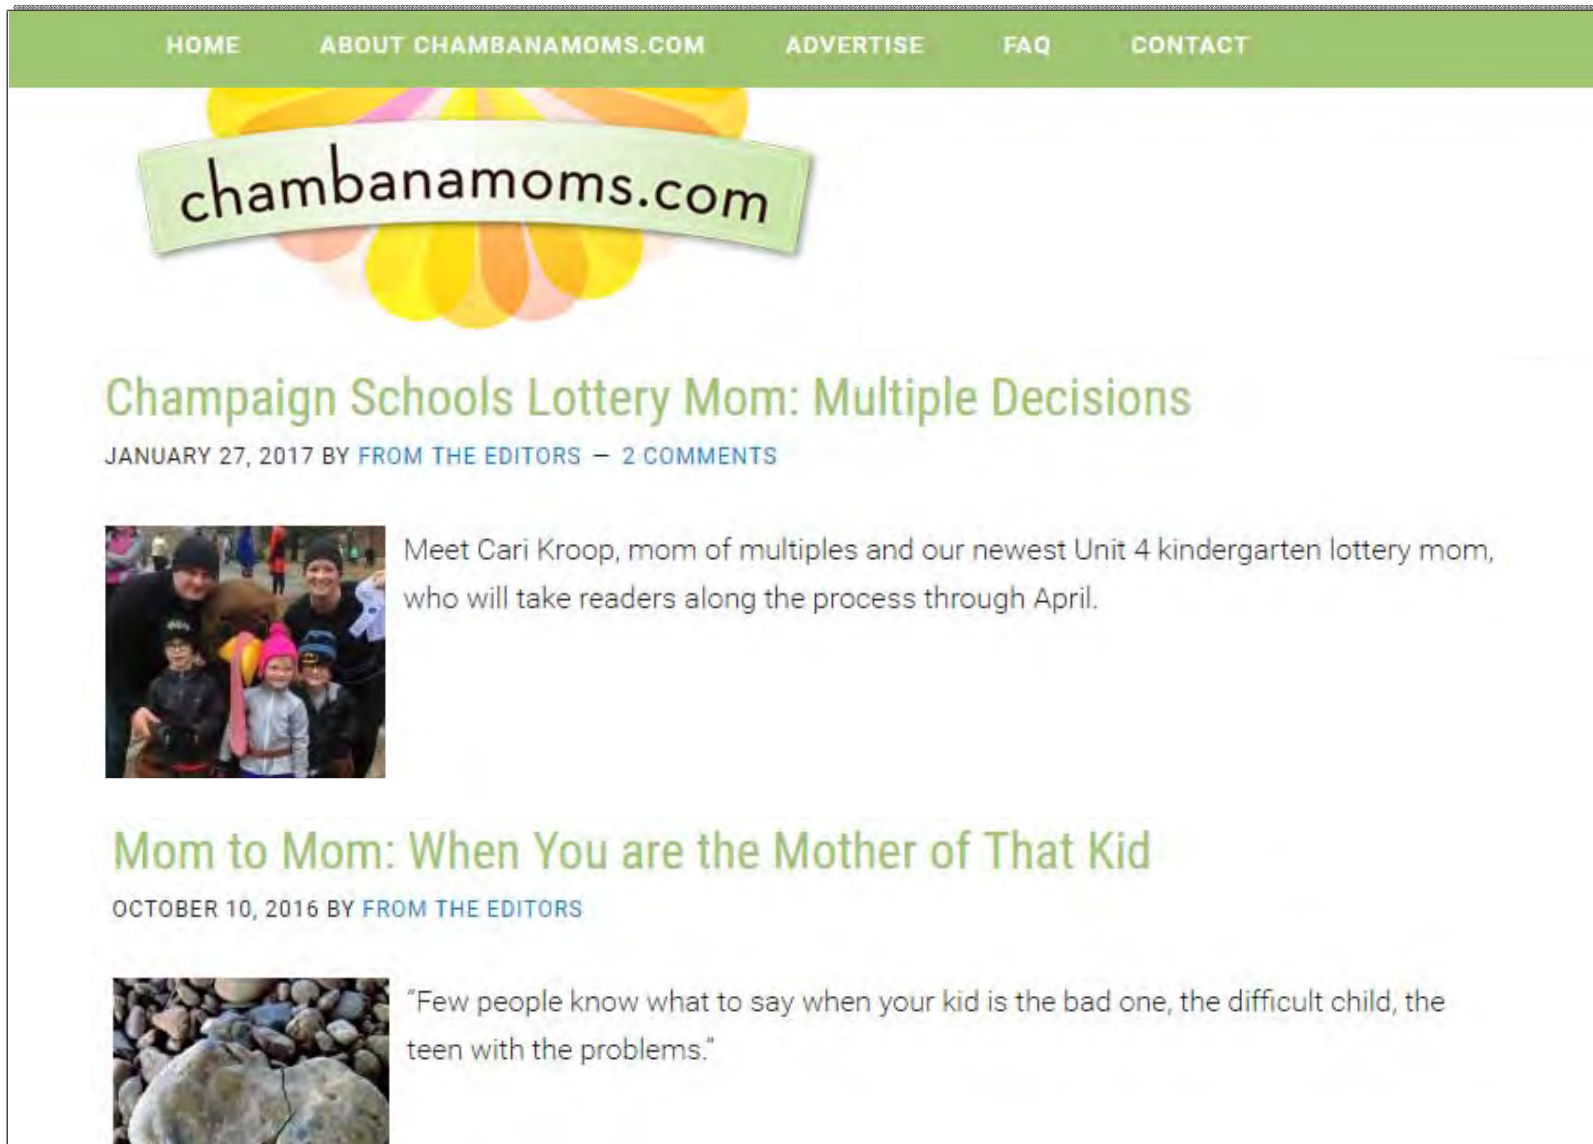 HOME ABOUT CHAMBANAMOMS.COM ADVERTISE FAQ CONTACT
chambanamoms.com
Champaign Schools Lottery Mom: Multiple Decisions
JANUARY 27, 2017 BY FROM THE EDITORS — 2 COMMENTS
Meet Cari Kroop, mom of multiples and our newest Unit 4 kindergarten lottery mom,
who will take readers along the process through April.
Mom to Mom: When You are the Mother of That Kid
OCTOBER 10, 2016 BY FROM THE EDITORS
“Few people know what to say when your kid is the bad one, the difficult child, the
teen with the problems.”